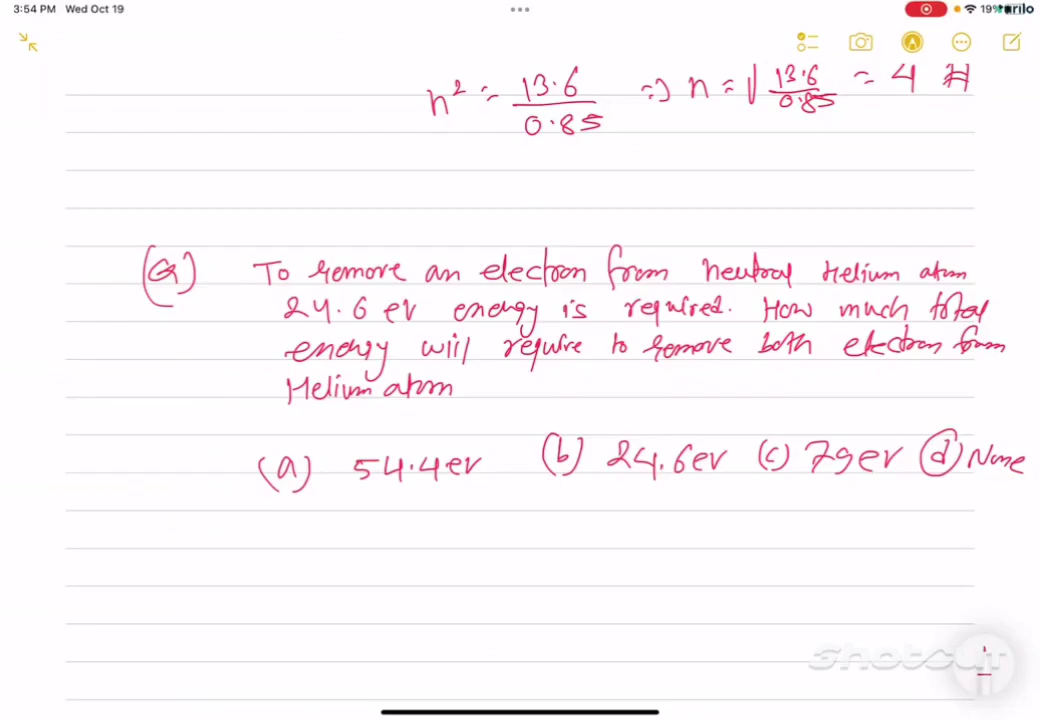 3:54 PM Wed Oct 19
19%
n² = 13.6 / 0.85 => n = √ 13.6 / 0.85 = 4 #
(Q) To remove an electron from neutral Helium atom
24.6 ev energy is required. How much total
energy will require to remove both electron from
Helium atom
(a) 54.4 ev (b) 24.6 ev (c) 79 ev (d) None
shotcut